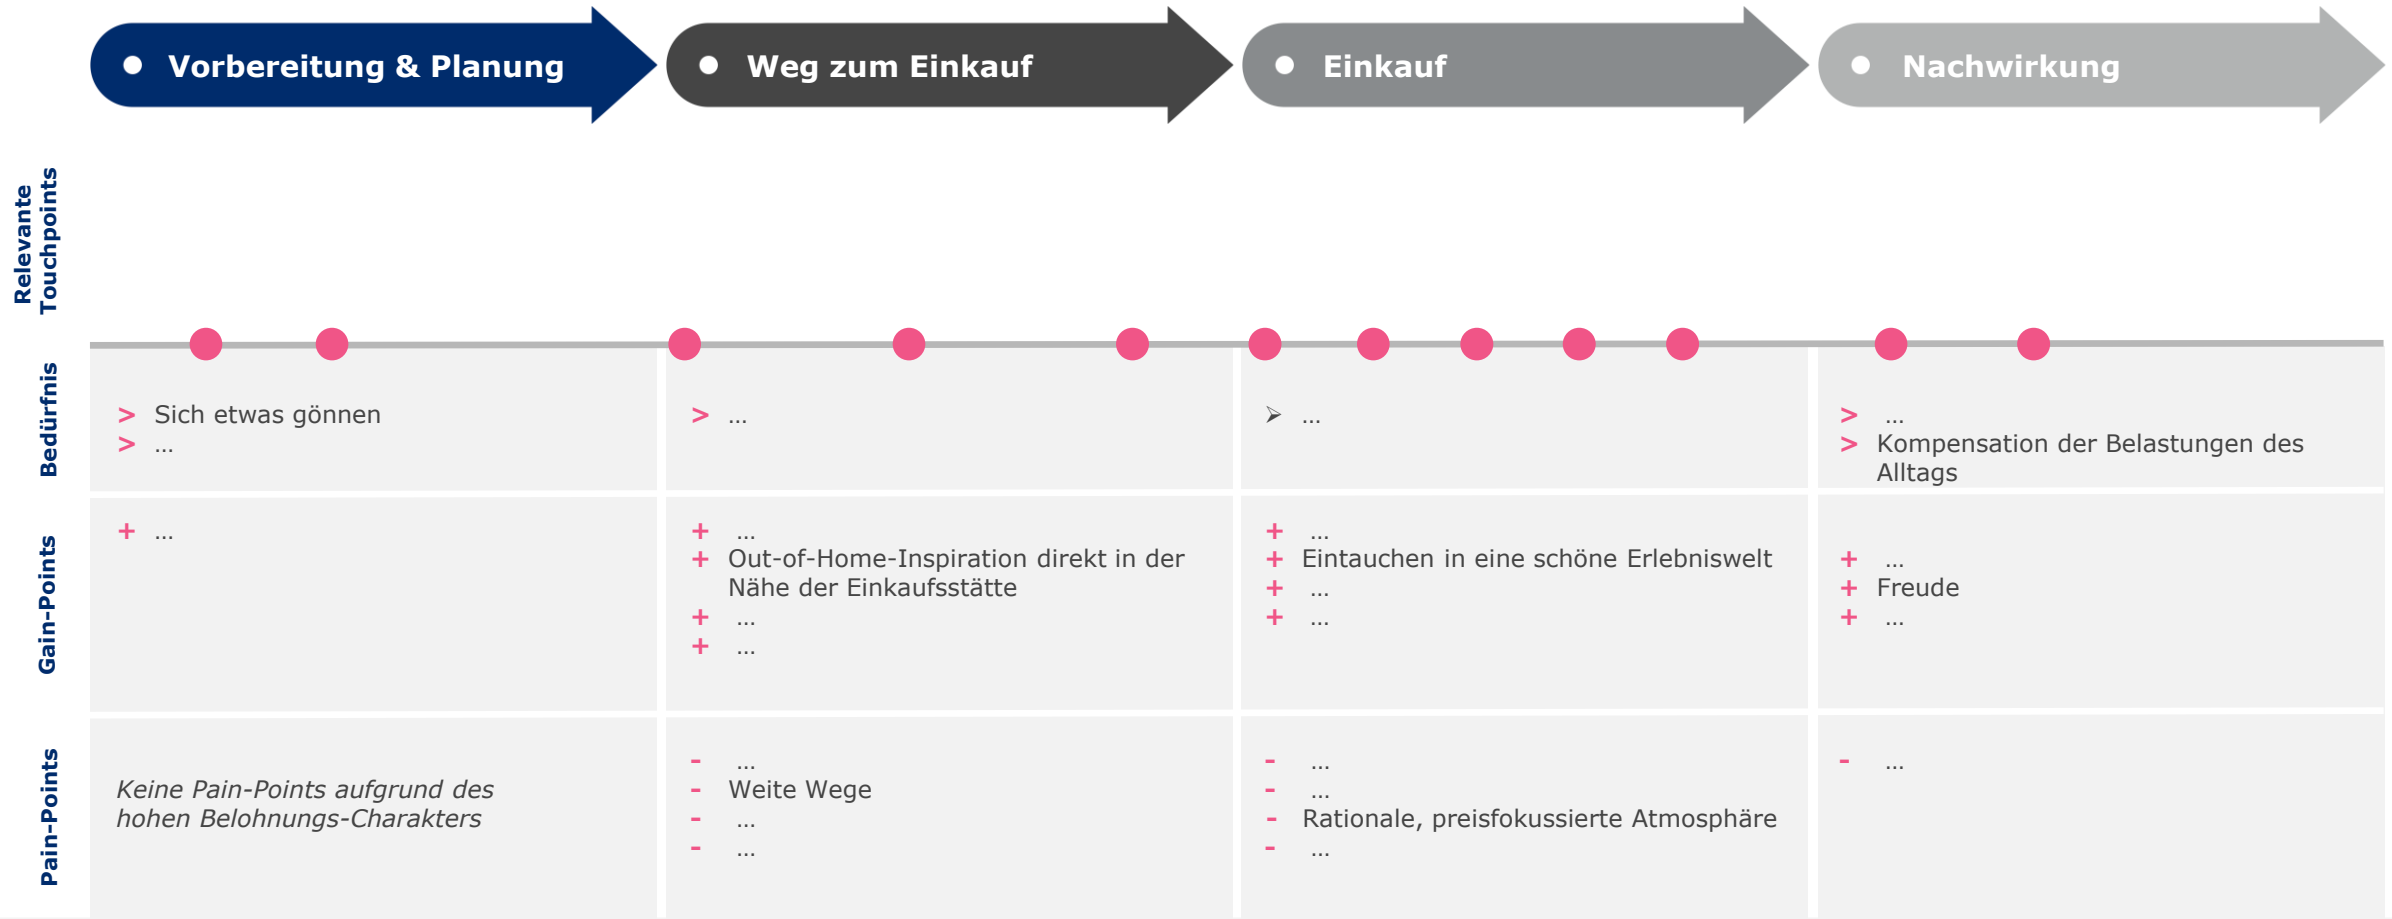 Vorbereitung & Planung
Weg zum Einkauf
Einkauf
Nachwirkung
Relevante
Touchpoints
Bedürfnis
> Sich etwas gönnen
> ...
> ...
➢ ...
> ...
> Kompensation der Belastungen des
Alltags
Gain-Points
+ ...
+ ...
+ Out-of-Home-Inspiration direkt in der
Nähe der Einkaufsstätte
+ ...
+ ...
+ ...
+ Eintauchen in eine schöne Erlebniswelt
+ ...
+ ...
+ ...
+ Freude
+ ...
Pain-Points
Keine Pain-Points aufgrund des
hohen Belohnungs-Charakters
- ...
- Weite Wege
- ...
- ...
- ...
- ...
- Rationale, preisfokussierte Atmosphäre
- ...
- ...